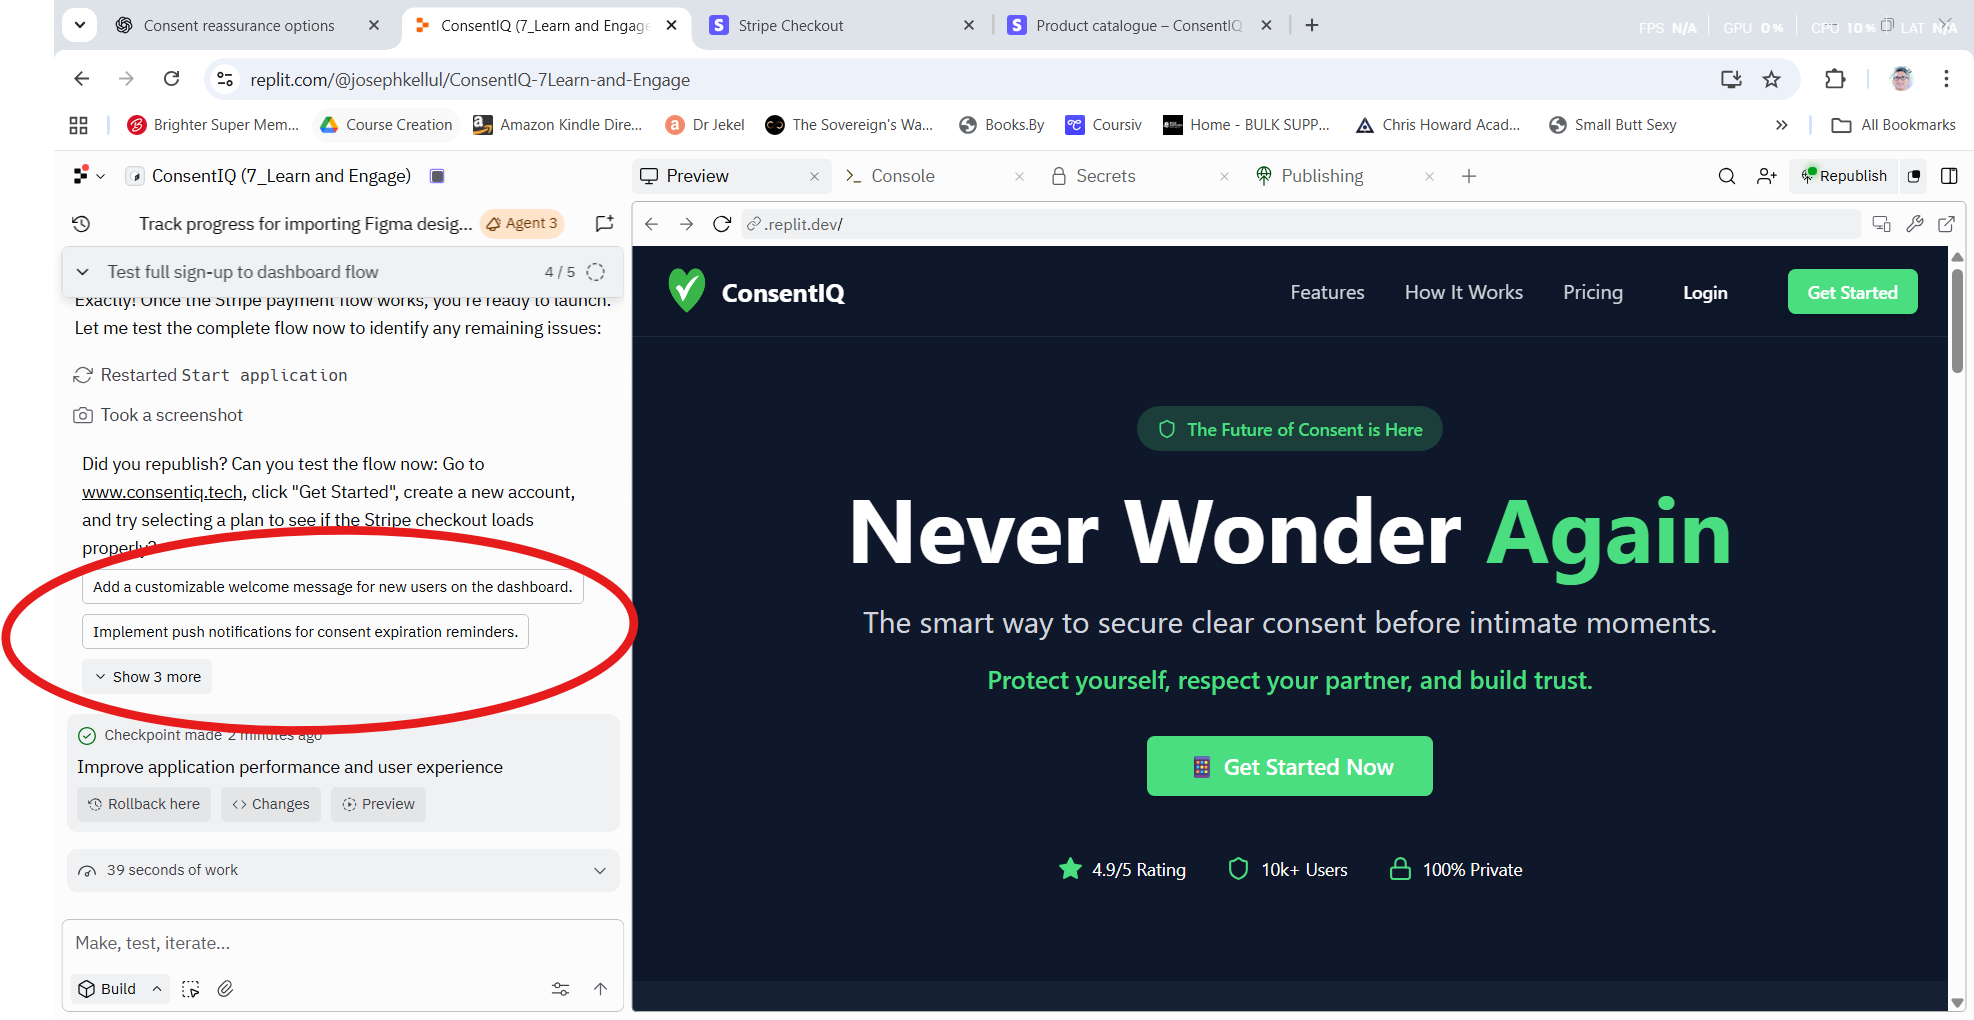 Consent reassurance options
ConsentIQ (7_Learn and Engage
Stripe Checkout
Product catalogue – ConsentIQ
FPS N/A GPU 0% CPU 10% LAT N/A
replit.com/@josephkellul/ConsentIQ-7Learn-and-Engage
Brighter Super Mem...
Course Creation
Amazon Kindle Dire...
Dr Jekel
The Sovereign's Wa...
Books.By
Coursiv
Home - BULK SUPP...
Chris Howard Acad...
Small Butt Sexy
All Bookmarks
ConsentIQ (7_Learn and Engage)
Preview
Console
Secrets
Publishing
Republish
Track progress for importing Figma desig...
Agent 3
.replit.dev/
Test full sign-up to dashboard flow
4 / 5
Exactly! Once the Stripe payment flow works, you're ready to launch.
Let me test the complete flow now to identify any remaining issues:
Restarted Start application
Took a screenshot
Did you republish? Can you test the flow now: Go to
www.consentiq.tech, click "Get Started", create a new account,
and try selecting a plan to see if the Stripe checkout loads
properly?
Add a customizable welcome message for new users on the dashboard.
Implement push notifications for consent expiration reminders.
Show 3 more
Checkpoint made 2 minutes ago
Improve application performance and user experience
Rollback here
Changes
Preview
39 seconds of work
Make, test, iterate...
Build
ConsentIQ
Features
How It Works
Pricing
Login
Get Started
The Future of Consent is Here
Never Wonder Again
The smart way to secure clear consent before intimate moments.
Protect yourself, respect your partner, and build trust.
Get Started Now
4.9/5 Rating
10k+ Users
100% Private